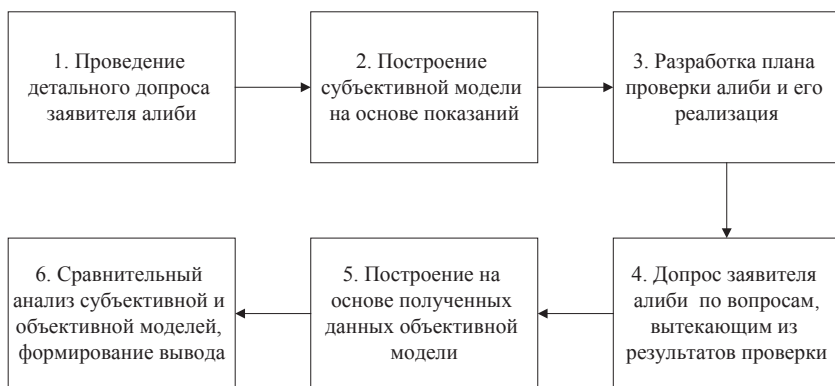 1. Проведение
детального допроса
заявителя алиби
2. Построение
субъективной модели
на основе показаний
3. Разработка плана
проверки алиби и его
реализация
4. Допрос заявителя
алиби по вопросам,
вытекающим из
результатов проверки
5. Построение на
основе полученных
данных объективной
модели
6. Сравнительный
анализ субъективной и
объективной моделей,
формирование вывода